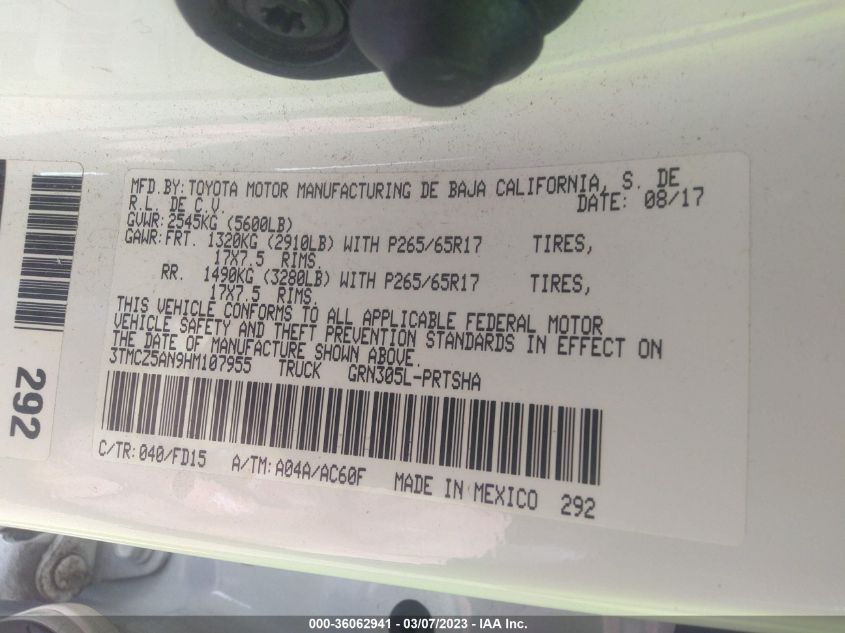 MFD.BY:TOYOTA MOTOR MANUFACTURING DE BAJA CALIFORNIA, S. DE
R.L. DE C.V. DATE: 08/17
GVWR:2545KG (5600LB)
GAWR:FRT. 1320KG (2910LB) WITH P265/65R17 TIRES,
17X7.5 RIMS.
RR. 1490KG (3280LB) WITH P265/65R17 TIRES,
17X7.5 RIMS.
THIS VEHICLE CONFORMS TO ALL APPLICABLE FEDERAL MOTOR
VEHICLE SAFETY AND THEFT PREVENTION STANDARDS IN EFFECT ON
THE DATE OF MANUFACTURE SHOWN ABOVE.
3TMCZ5AN9HM107955 TRUCK GRN305L-PRTSHA
C/TR:040/FD15 A/TM:A04A/AC60F MADE IN MEXICO 292
292
000-36062941 - 03/07/2023 - IAA Inc.